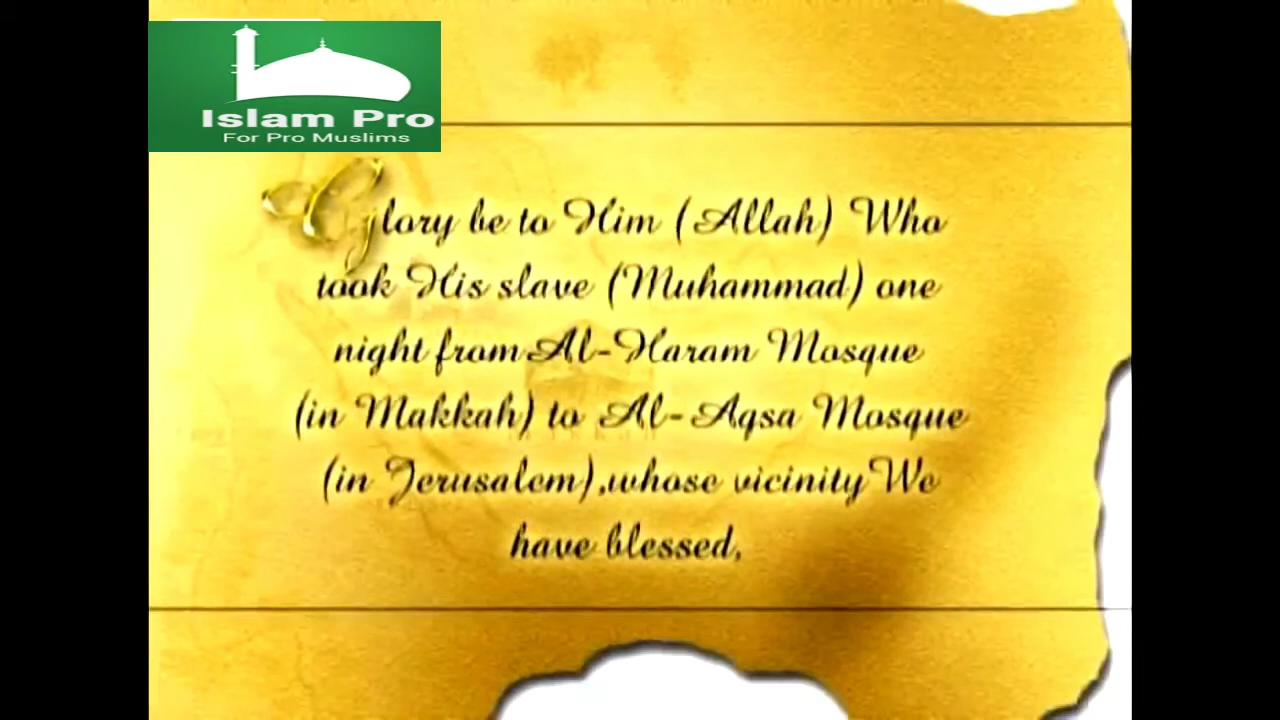 Islam Pro
For Pro Muslims
Glory be to Him (Allah) Who
took His slave (Muhammad) one
night from Al-Haram Mosque
(in Makkah) to Al-Aqsa Mosque
(in Jerusalem),whose vicinity We
have blessed,